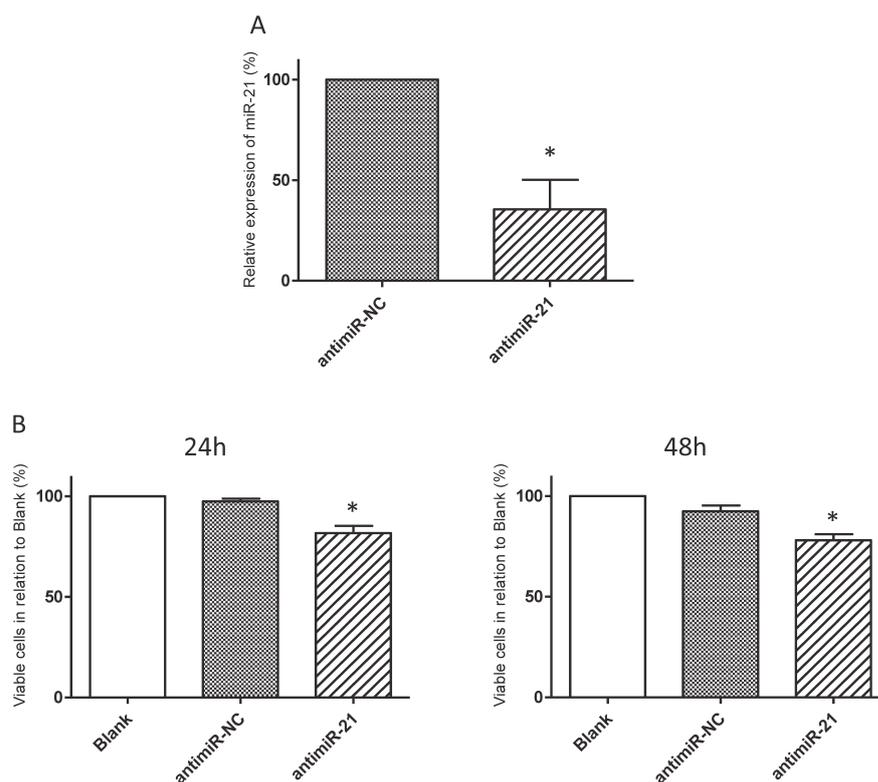 A
Relative expression of miR-21 (%)
100
50
0
*
antimiR-NC
antimiR-21
B
24h
Viable cells in relation to Blank (%)
100
50
0
*
Blank
antimiR-NC
antimiR-21
48h
Viable cells in relation to Blank (%)
100
50
0
*
Blank
antimiR-NC
antimiR-21